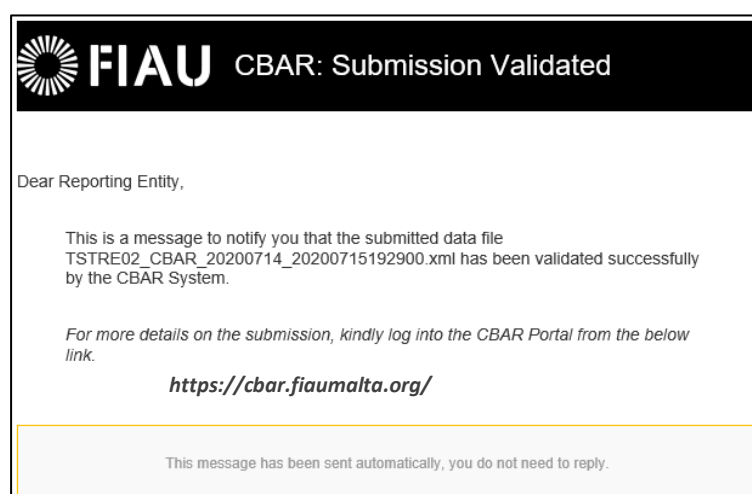 FIAU CBAR: Submission Validated
Dear Reporting Entity,
This is a message to notify you that the submitted data file
TSTRE02_CBAR_20200714_20200715192900.xml has been validated successfully
by the CBAR System.
For more details on the submission, kindly log into the CBAR Portal from the below
link.
https://cbar.fiaumalta.org/
This message has been sent automatically, you do not need to reply.